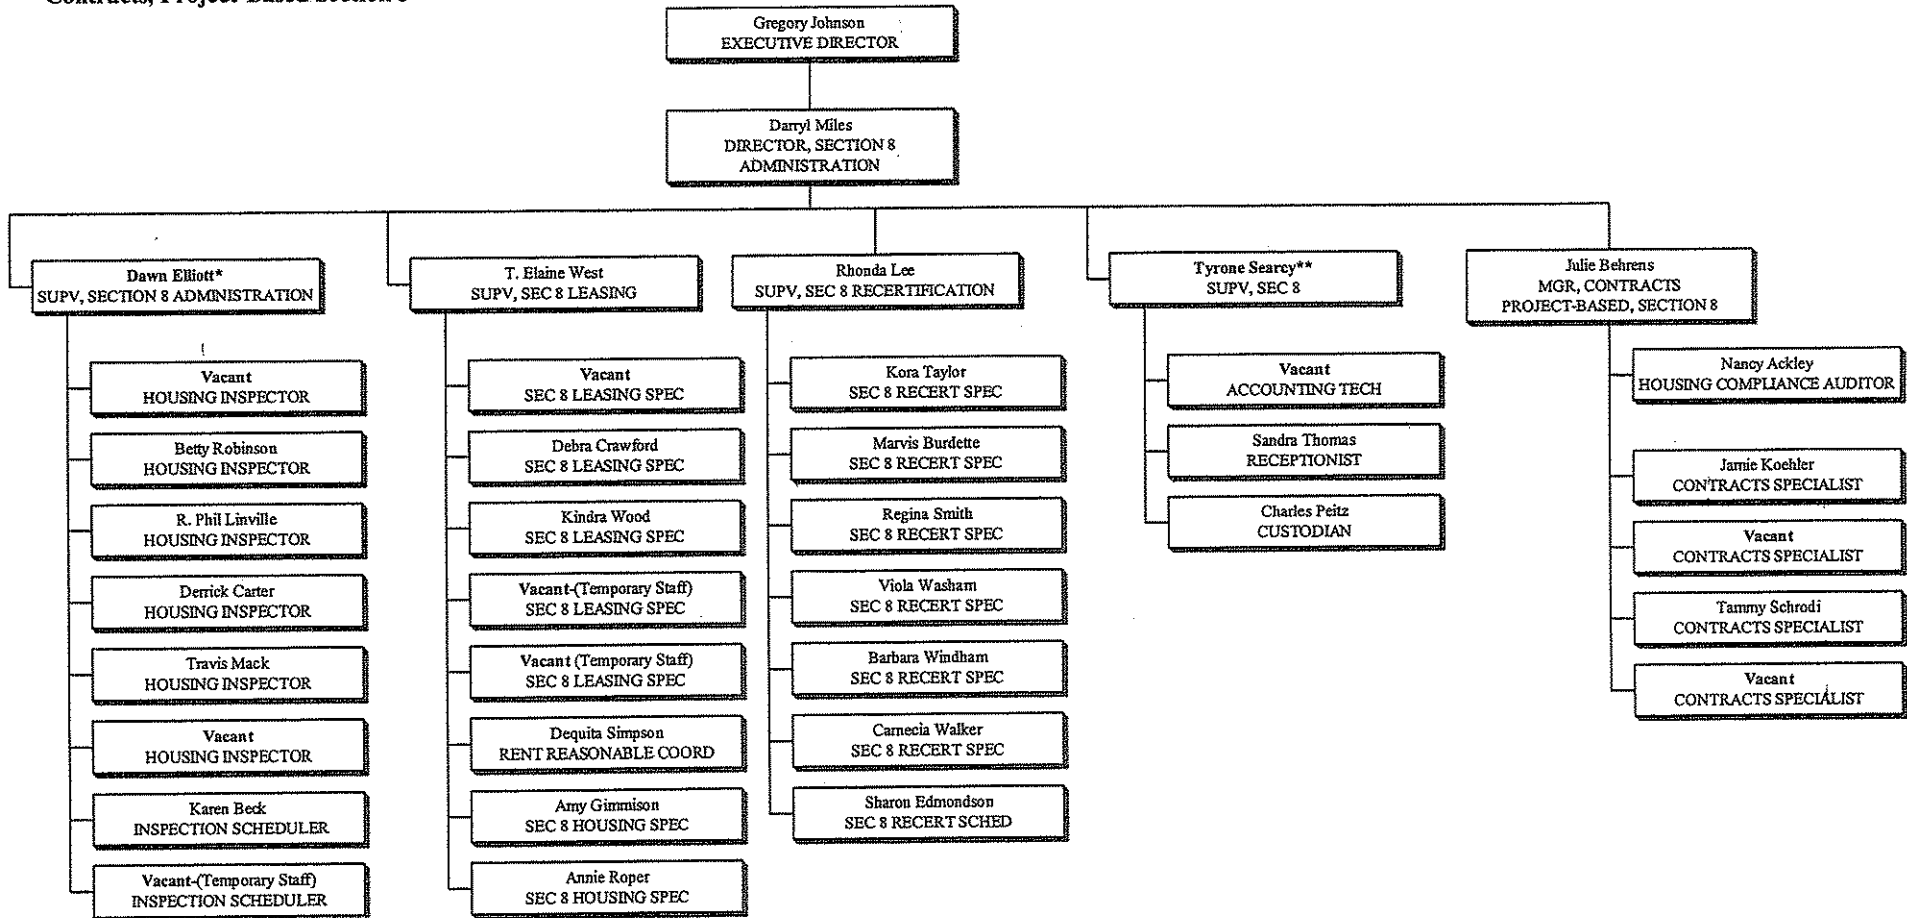 Contracts, Project-Based Section 8
Gregory Johnson
EXECUTIVE DIRECTOR
Darryl Miles
DIRECTOR, SECTION 8
ADMINISTRATION
Dawn Elliott*
SUPV, SECTION 8 ADMINISTRATION
Vacant
HOUSING INSPECTOR
Betty Robinson
HOUSING INSPECTOR
R. Phil Linville
HOUSING INSPECTOR
Derrick Carter
HOUSING INSPECTOR
Travis Mack
HOUSING INSPECTOR
Vacant
HOUSING INSPECTOR
Karen Beck
INSPECTION SCHEDULER
Vacant-(Temporary Staff)
INSPECTION SCHEDULER
T. Elaine West
SUPV, SEC 8 LEASING
Vacant
SEC 8 LEASING SPEC
Debra Crawford
SEC 8 LEASING SPEC
Kindra Wood
SEC 8 LEASING SPEC
Vacant-(Temporary Staff)
SEC 8 LEASING SPEC
Vacant (Temporary Staff)
SEC 8 LEASING SPEC
Dequita Simpson
RENT REASONABLE COORD
Amy Gimmison
SEC 8 HOUSING SPEC
Annie Roper
SEC 8 HOUSING SPEC
Rhonda Lee
SUPV, SEC 8 RECERTIFICATION
Kora Taylor
SEC 8 RECERT SPEC
Marvis Burdette
SEC 8 RECERT SPEC
Regina Smith
SEC 8 RECERT SPEC
Viola Washam
SEC 8 RECERT SPEC
Barbara Windham
SEC 8 RECERT SPEC
Carnecia Walker
SEC 8 RECERT SPEC
Sharon Edmondson
SEC 8 RECERT SCHED
Tyrone Searcy**
SUPV, SEC 8
Vacant
ACCOUNTING TECH
Sandra Thomas
RECEPTIONIST
Charles Peitz
CUSTODIAN
Julie Behrens
MGR, CONTRACTS
PROJECT-BASED, SECTION 8
Nancy Ackley
HOUSING COMPLIANCE AUDITOR
Jamie Koehler
CONTRACTS SPECIALIST
Vacant
CONTRACTS SPECIALIST
Tammy Schrodi
CONTRACTS SPECIALIST
Vacant
CONTRACTS SPECIALIST